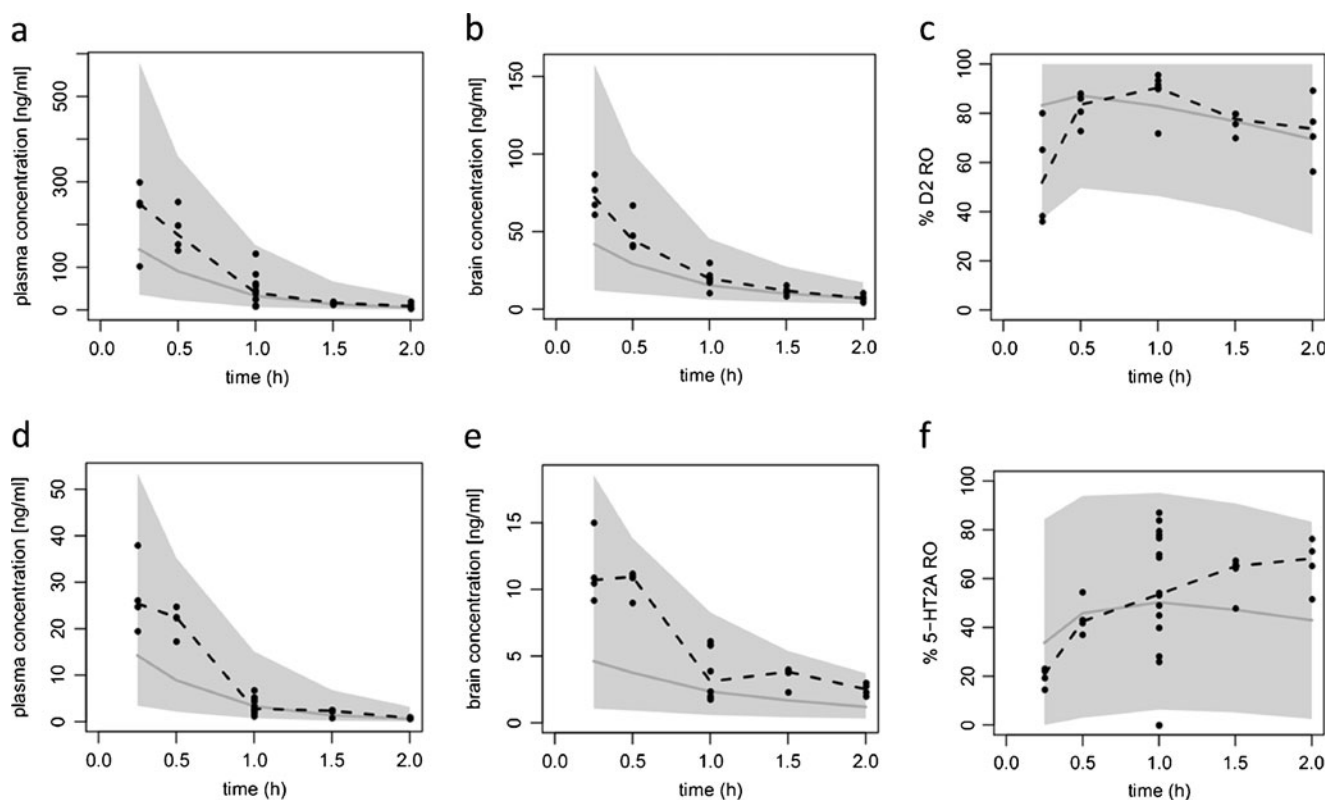 a
plasma concentration [ng/ml]
500
300
100
0
0.0 0.5 1.0 1.5 2.0
time (h)
b
brain concentration [ng/ml]
150
100
50
0
0.0 0.5 1.0 1.5 2.0
time (h)
c
% D2 RO
100
80
60
40
20
0
0.0 0.5 1.0 1.5 2.0
time (h)
d
plasma concentration [ng/ml]
50
40
30
20
10
0
0.0 0.5 1.0 1.5 2.0
time (h)
e
brain concentration [ng/ml]
15
10
5
0
0.0 0.5 1.0 1.5 2.0
time (h)
f
% 5−HT2A RO
100
80
60
40
20
0
0.0 0.5 1.0 1.5 2.0
time (h)